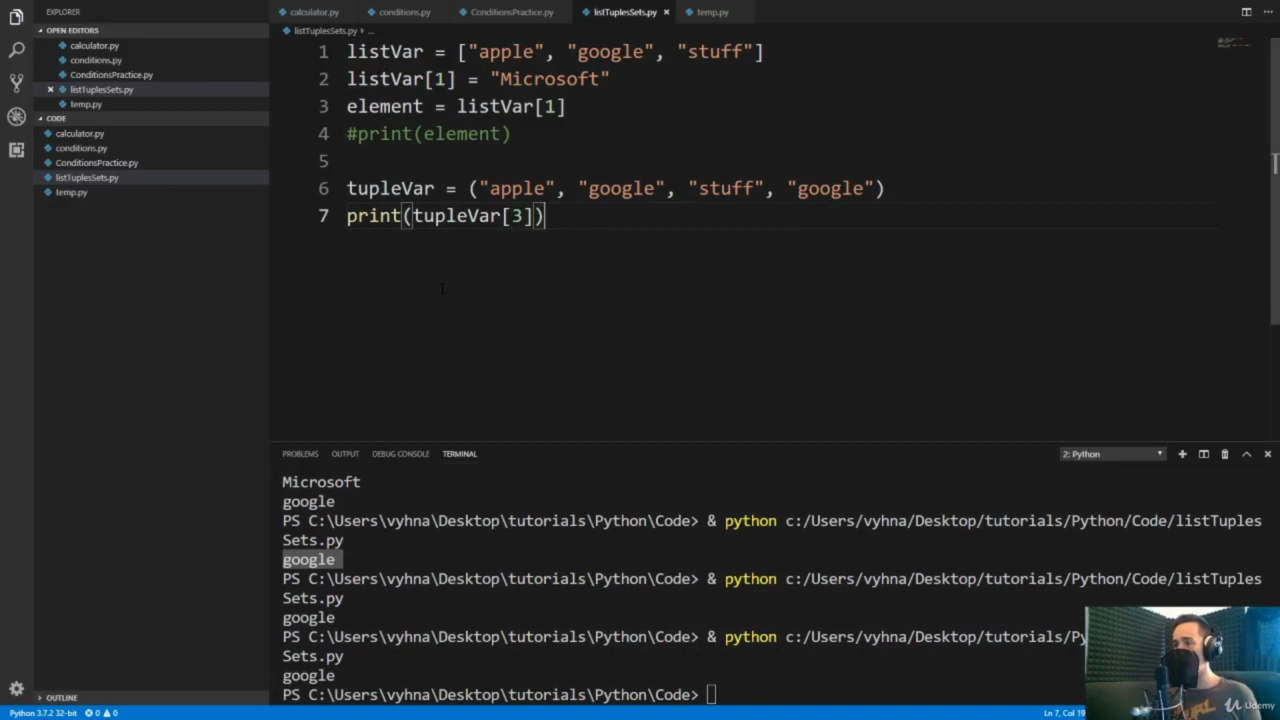 EXPLORER
OPEN EDITORS
calculator.py
conditions.py
ConditionsPractice.py
listTuplesSets.py
temp.py
CODE
calculator.py
conditions.py
ConditionsPractice.py
listTuplesSets.py
temp.py
OUTLINE
calculator.py conditions.py ConditionsPractice.py listTuplesSets.py temp.py
listTuplesSets.py › ...
1 listVar = ["apple", "google", "stuff"]
2 listVar[1] = "Microsoft"
3 element = listVar[1]
4 #print(element)
5
6 tupleVar = ("apple", "google", "stuff", "google")
7 print(tupleVar[3])
PROBLEMS OUTPUT DEBUG CONSOLE TERMINAL 2: Python
Microsoft
google
PS C:\Users\vyhna\Desktop\tutorials\Python\Code> & python c:/Users/vyhna/Desktop/tutorials/Python/Code/listTuples
Sets.py
google
PS C:\Users\vyhna\Desktop\tutorials\Python\Code> & python c:/Users/vyhna/Desktop/tutorials/Python/Code/listTuples
Sets.py
google
PS C:\Users\vyhna\Desktop\tutorials\Python\Code> & python c:/Users/vyhna/Desktop/tutorials/Py
Sets.py
google
PS C:\Users\vyhna\Desktop\tutorials\Python\Code>
Python 3.7.2 32-bit 0 0 Ln 7, Col 19
Udemy